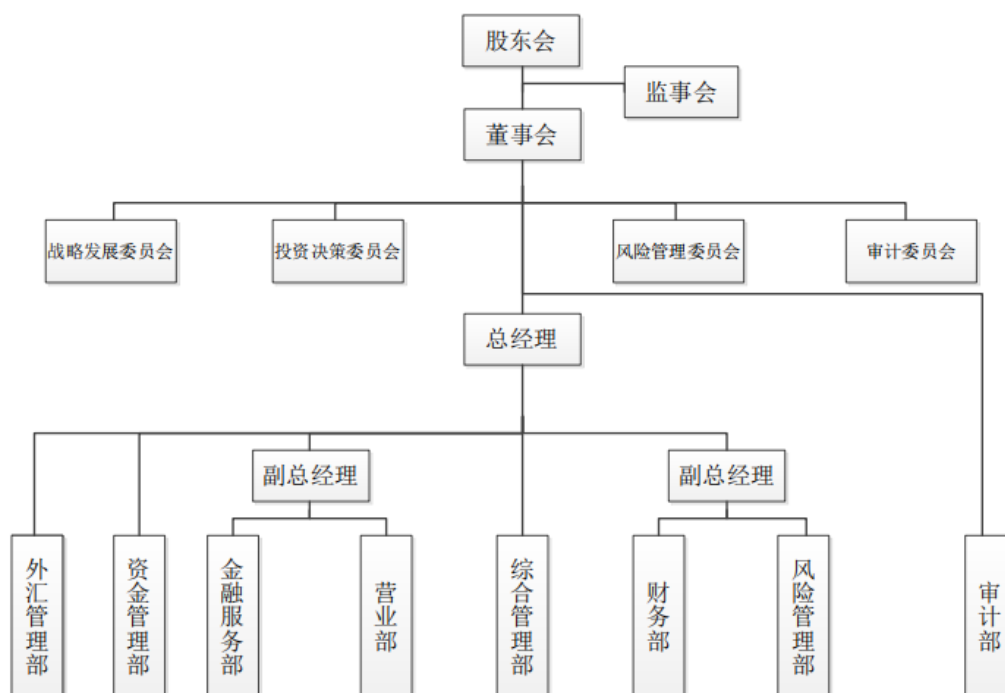 股东会
监事会
董事会
战略发展委员会
投资决策委员会
风险管理委员会
审计委员会
总经理
副总经理
副总经理
外汇管理部
资金管理部
金融服务部
营业部
综合管理部
财务部
风险管理部
审计部